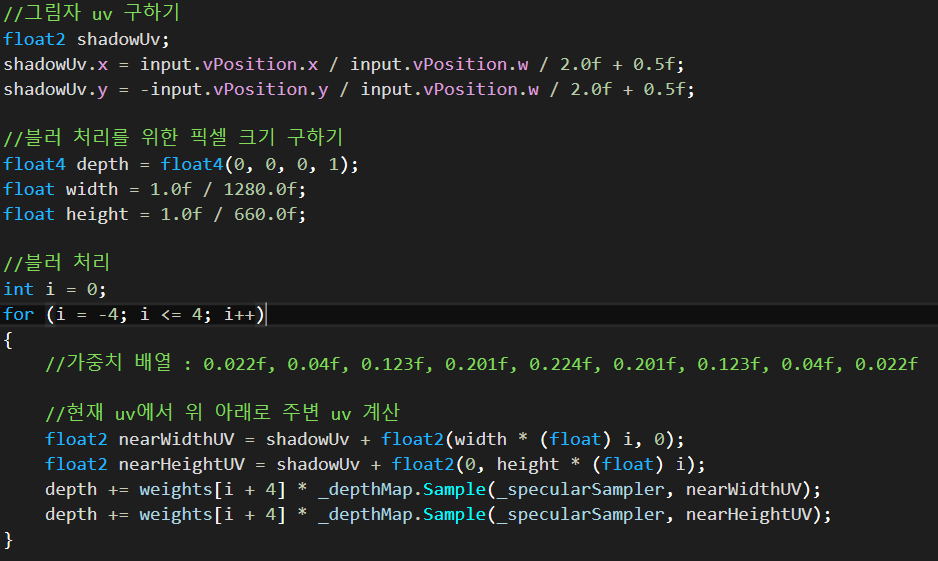 //그림자 uv 구하기
float2 shadowUv;
shadowUv.x = input.vPosition.x / input.vPosition.w / 2.0f + 0.5f;
shadowUv.y = -input.vPosition.y / input.vPosition.w / 2.0f + 0.5f;
//블러 처리를 위한 픽셀 크기 구하기
float4 depth = float4(0, 0, 0, 1);
float width = 1.0f / 1280.0f;
float height = 1.0f / 660.0f;
//블러 처리
int i = 0;
for (i = -4; i <= 4; i++)
{
//가중치 배열 : 0.022f, 0.04f, 0.123f, 0.201f, 0.224f, 0.201f, 0.123f, 0.04f, 0.022f
//현재 uv에서 위 아래로 주변 uv 계산
float2 nearWidthUV = shadowUv + float2(width * (float) i, 0);
float2 nearHeightUV = shadowUv + float2(0, height * (float) i);
depth += weights[i + 4] * _depthMap.Sample(_specularSampler, nearWidthUV);
depth += weights[i + 4] * _depthMap.Sample(_specularSampler, nearHeightUV);
}